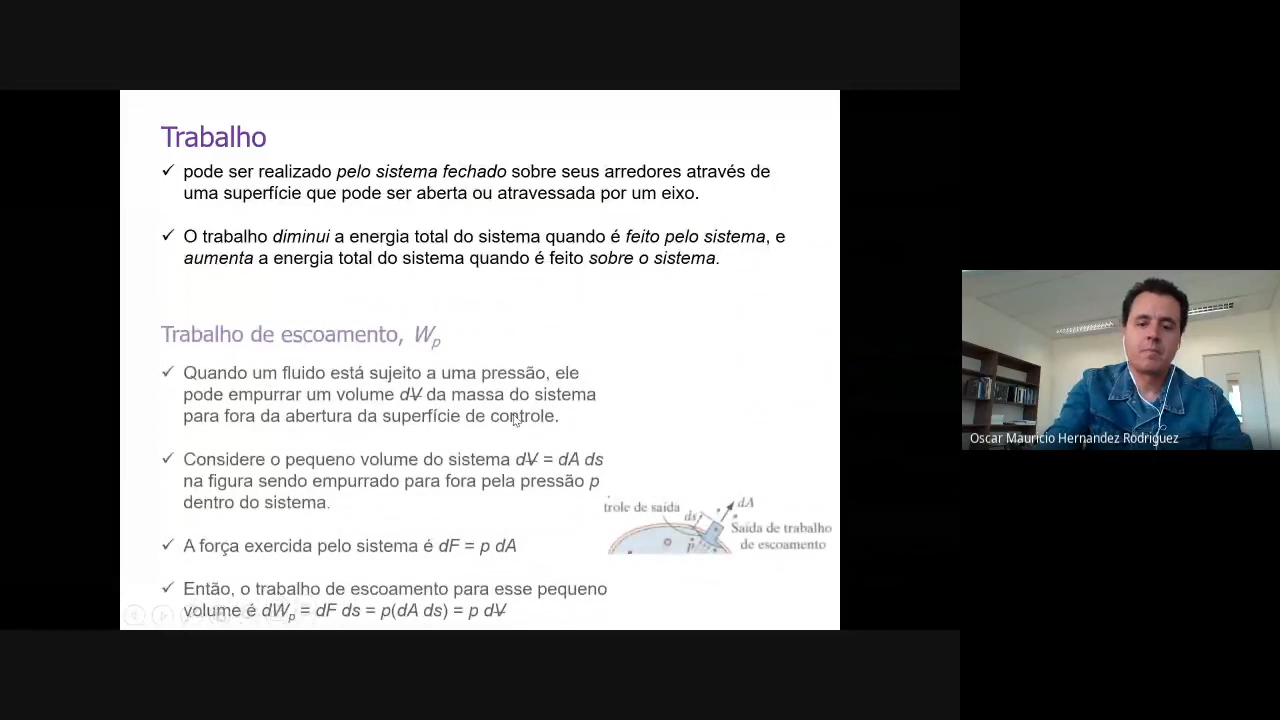 Trabalho
✓ pode ser realizado pelo sistema fechado sobre seus arredores através de
uma superfície que pode ser aberta ou atravessada por um eixo.
✓ O trabalho diminui a energia total do sistema quando é feito pelo sistema, e
aumenta a energia total do sistema quando é feito sobre o sistema.
Trabalho de escoamento, Wp
✓ Quando um fluido está sujeito a uma pressão, ele
pode empurrar um volume dV̶ da massa do sistema
para fora da abertura da superfície de controle.
✓ Considere o pequeno volume do sistema dV̶ = dA ds
na figura sendo empurrado para fora pela pressão p
dentro do sistema.
✓ A força exercida pelo sistema é dF = p dA
✓ Então, o trabalho de escoamento para esse pequeno
volume é dWp = dF ds = p(dA ds) = p dV̶
trole de saída
ds
dA
p
Saída de trabalho
de escoamento
Oscar Mauricio Hernandez Rodriguez